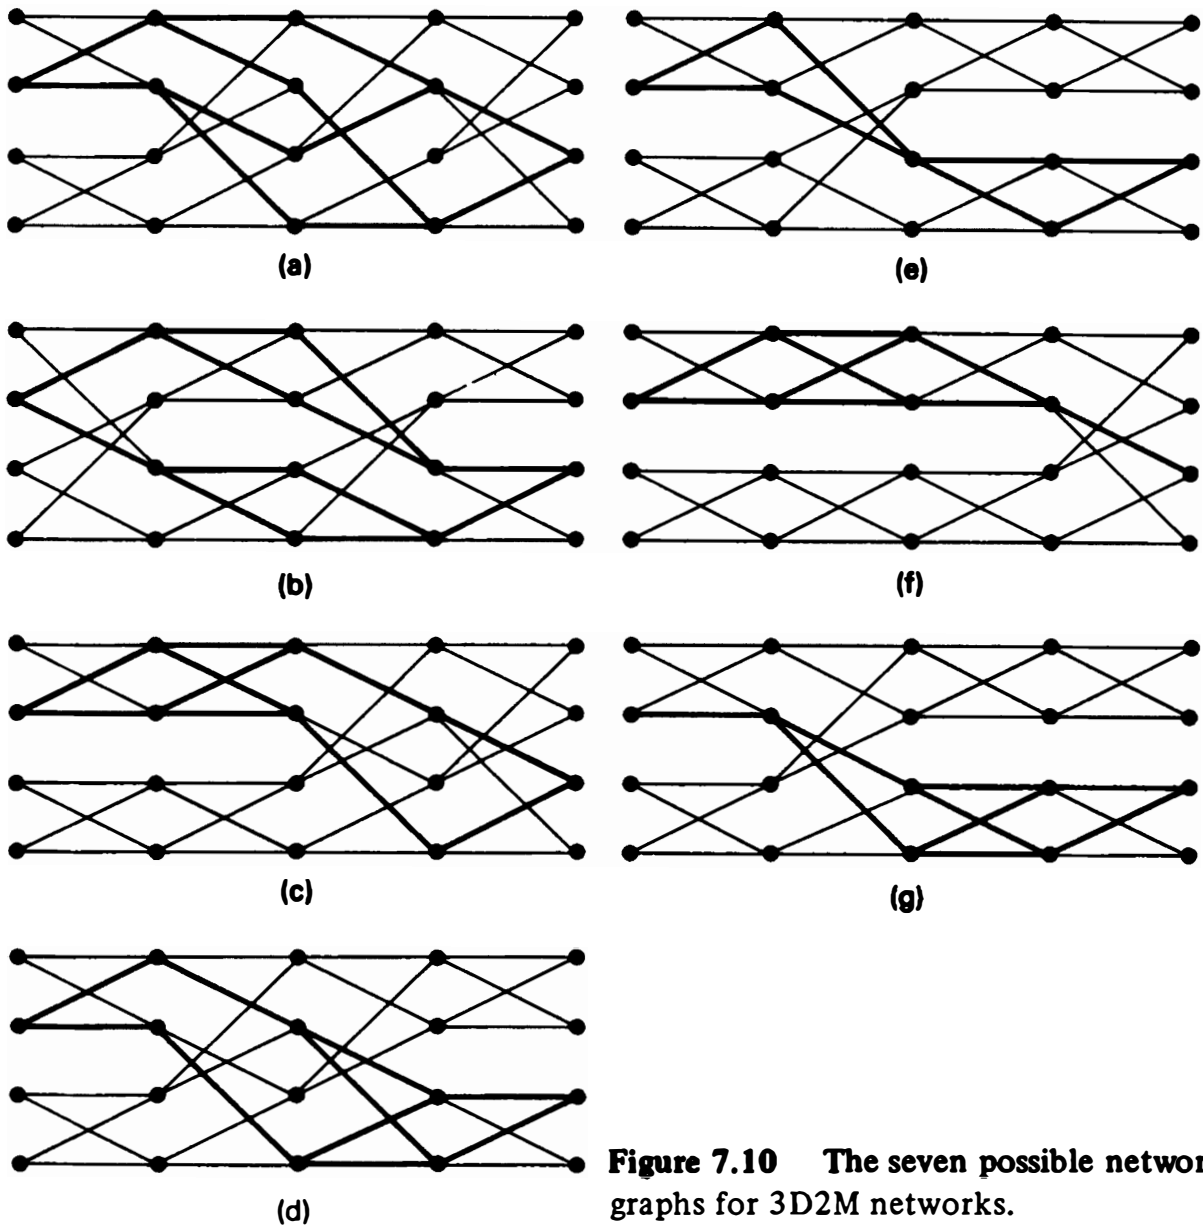 (a)
(e)
(b)
(f)
(c)
(g)
(d)
Figure 7.10 The seven possible networ
graphs for 3D2M networks.